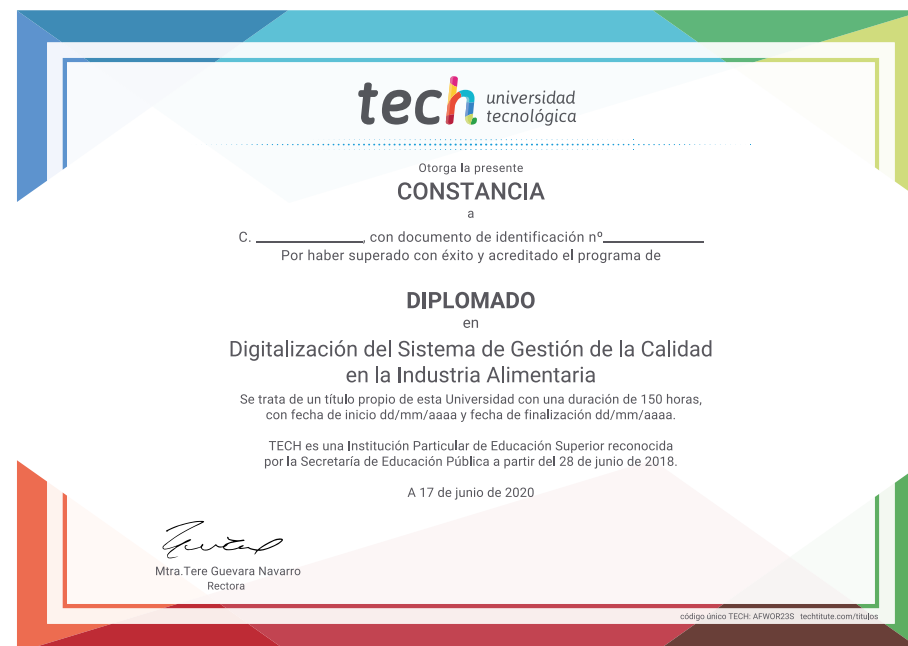 tech universidad
tecnológica
Otorga la presente
CONSTANCIA
a
C. ____________, con documento de identificación nº____________
Por haber superado con éxito y acreditado el programa de
DIPLOMADO
en
Digitalización del Sistema de Gestión de la Calidad
en la Industria Alimentaria
Se trata de un título propio de esta Universidad con una duración de 150 horas,
con fecha de inicio dd/mm/aaaa y fecha de finalización dd/mm/aaaa.
TECH es una Institución Particular de Educación Superior reconocida
por la Secretaría de Educación Pública a partir del 28 de junio de 2018.
A 17 de junio de 2020
Mtra.Tere Guevara Navarro
Rectora
código único TECH: AFWOR23S techtitute.com/titulos